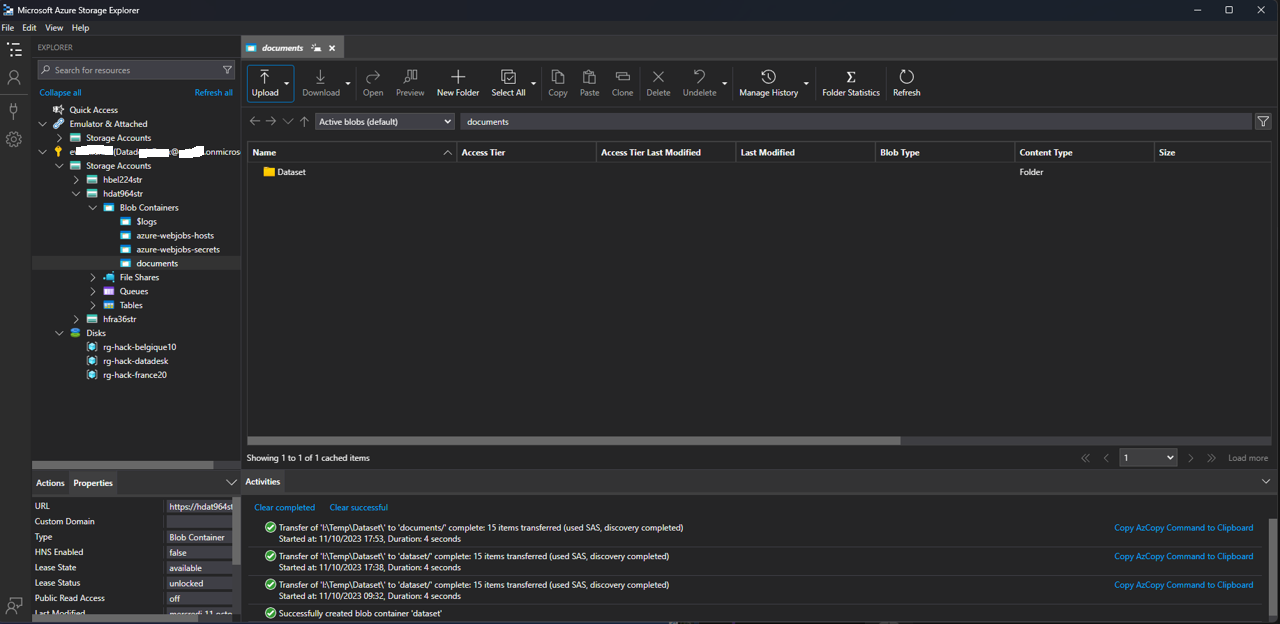 Microsoft Azure Storage Explorer
File Edit View Help
EXPLORER
Search for resources
Collapse all Refresh all
Quick Access
Emulator & Attached
Storage Accounts
(Datad @ .onmicros
Storage Accounts
hbel224str
hdat964str
Blob Containers
$logs
azure-webjobs-hosts
azure-webjobs-secrets
documents
File Shares
Queues
Tables
hfra36str
Disks
rg-hack-belgique10
rg-hack-datadesk
rg-hack-france20
Actions Properties
URL https://hdat964st
Custom Domain
Type Blob Container
HNS Enabled false
Lease State available
Lease Status unlocked
Public Read Access off
Last Modified mercredi 11 octo
documents
Upload Download Open Preview New Folder Select All Copy Paste Clone Delete Undelete Manage History Folder Statistics Refresh
Active blobs (default) documents
Name Access Tier Access Tier Last Modified Last Modified Blob Type Content Type Size
Dataset Folder
Showing 1 to 1 of 1 cached items 1 Load more
Activities
Clear completed Clear successful
Transfer of 'I:\Temp\Dataset\' to 'documents/' complete: 15 items transferred (used SAS, discovery completed) Copy AzCopy Command to Clipboard
Started at: 11/10/2023 17:53, Duration: 4 seconds
Transfer of 'I:\Temp\Dataset\' to 'dataset/' complete: 15 items transferred (used SAS, discovery completed) Copy AzCopy Command to Clipboard
Started at: 11/10/2023 17:38, Duration: 4 seconds
Transfer of 'I:\Temp\Dataset\' to 'dataset/' complete: 15 items transferred (used SAS, discovery completed) Copy AzCopy Command to Clipboard
Started at: 11/10/2023 09:32, Duration: 4 seconds
Successfully created blob container 'dataset'